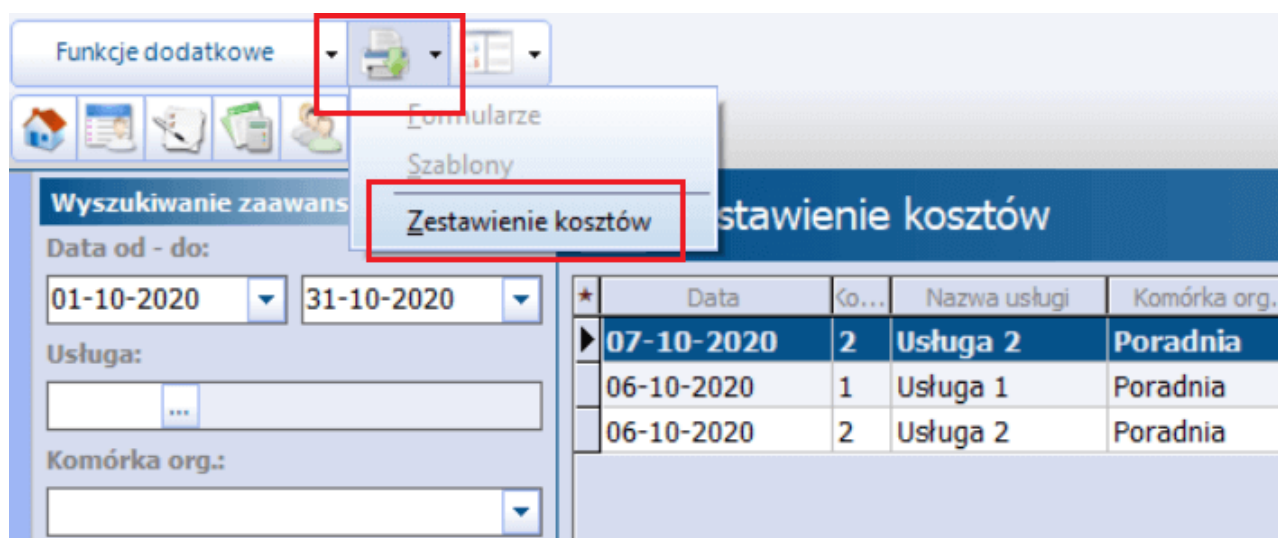 Funkcje dodatkowe
Formularze
Szablony
Zestawienie kosztów
Wyszukiwanie zaawans
stawienie kosztów
Data od - do:
01-10-2020 31-10-2020
Usługa:
...
Komórka org.:
* Data Ko... Nazwa usługi Komórka org.
07-10-2020 2 Usługa 2 Poradnia
06-10-2020 1 Usługa 1 Poradnia
06-10-2020 2 Usługa 2 Poradnia